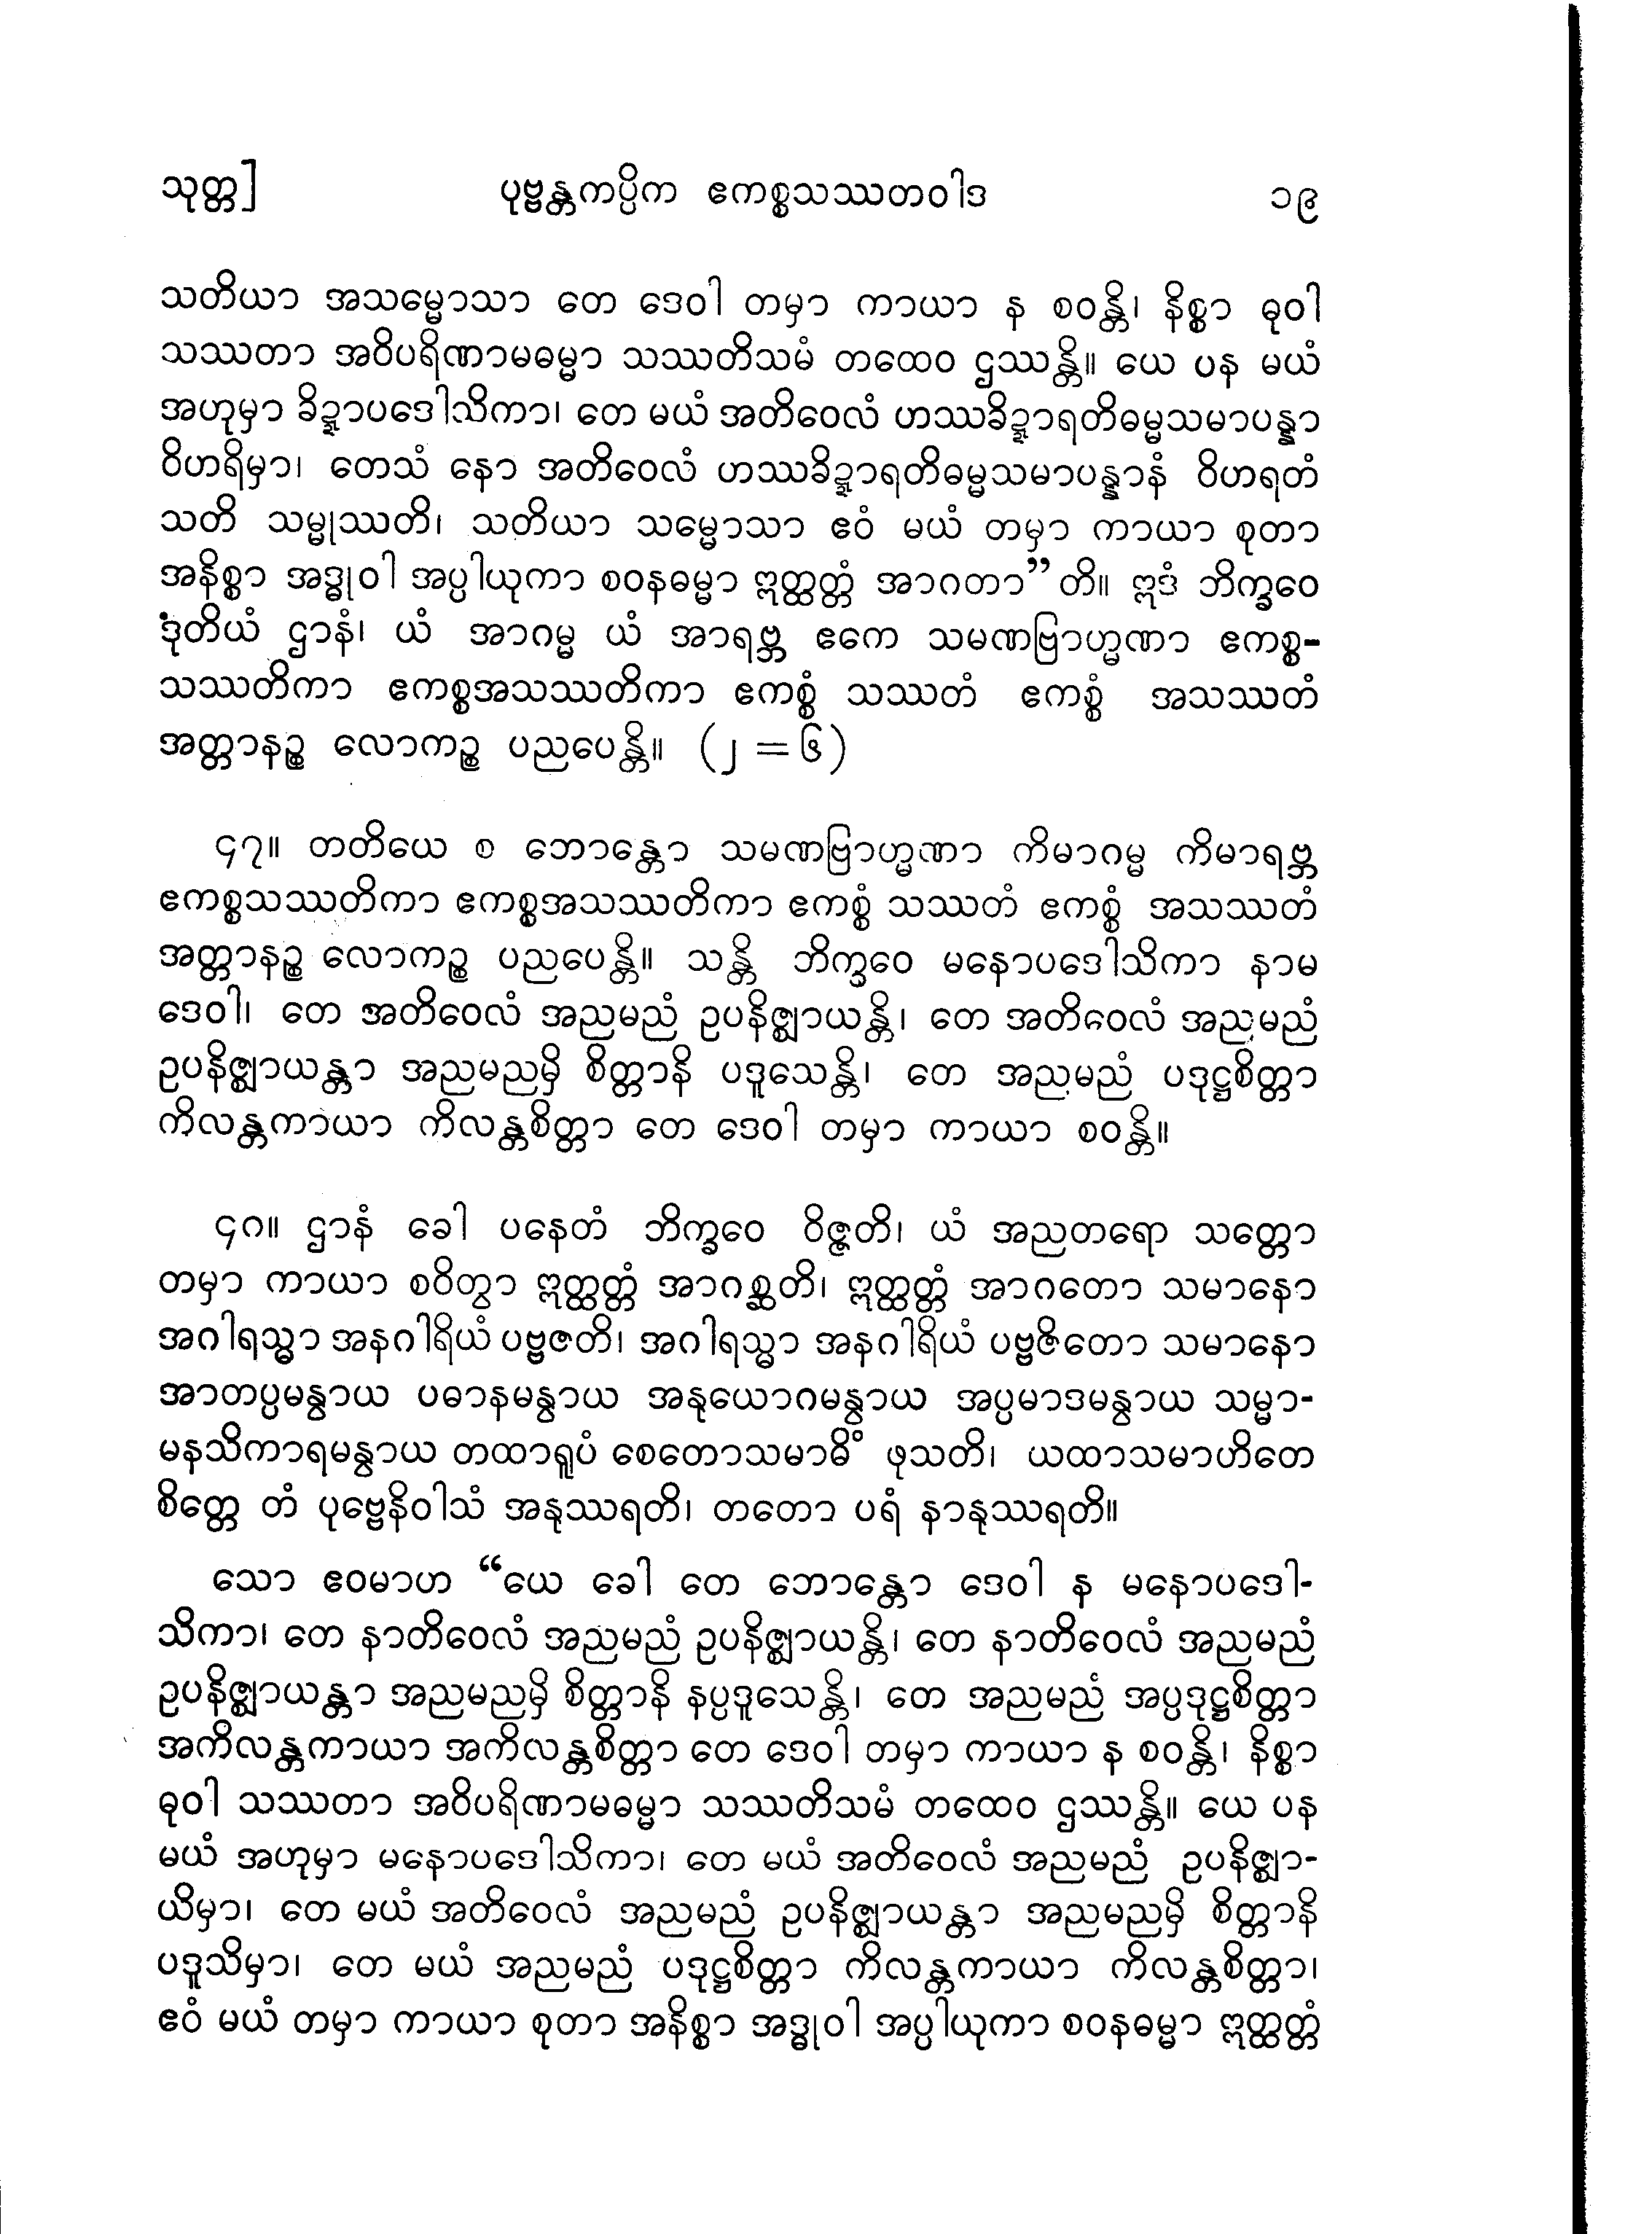 သုတ္တ] ပုဗ္ဗန္တကပ္ပိက ဧကစ္စသဿတဝါဒ ၁၉
သတိယာ အသမ္မောသာ တေ ဒေဝါ တမှာ ကာယာ န စဝန္တိ၊ နိစ္စာ ဓုဝါ
သဿတာ အဝိပရိဏာမဓမ္မာ သဿတိသမံ တထေဝ ဌဿန္တိ။ ယေ ပန မယံ
အဟုမှာ ခိဍ္ဍာပဒေါသိကာ၊ တေ မယံ အတိဝေလံ ဟဿခိဍ္ဍာရတိဓမ္မသမာပန္နာ
ဝိဟရိမှာ၊ တေသံ နော အတိဝေလံ ဟဿခိဍ္ဍာရတိဓမ္မသမာပန္နာနံ ဝိဟရတံ
သတိ သမ္မုဿတိ၊ သတိယာ သမ္မောသာ ဧဝံ မယံ တမှာ ကာယာ စုတာ
အနိစ္စာ အဒ္ဓုဝါ အပ္ပါယုကာ စဝနဓမ္မာ ဣတ္ထတ္တံ အာဂတာ”တိ။ ဣဒံ ဘိက္ခဝေ
ဒုတိယံ ဌာနံ၊ ယံ အာဂမ္မ ယံ အာရဗ္ဘ ဧကေ သမဏဗြာဟ္မဏာ ဧကစ္စ-
သဿတိကာ ဧကစ္စအသဿတိကာ ဧကစ္စံ သဿတံ ဧကစ္စံ အသဿတံ
အတ္တာနဉ္စ လောကဉ္စ ပညပေန္တိ။ (၂ = ၆)
၄၇။ တတိယေ စ ဘောန္တော သမဏဗြာဟ္မဏာ ကိမာဂမ္မ ကိမာရဗ္ဘ
ဧကစ္စသဿတိကာ ဧကစ္စအသဿတိကာ ဧကစ္စံ သဿတံ ဧကစ္စံ အသဿတံ
အတ္တာနဉ္စ လောကဉ္စ ပညပေန္တိ။ သန္တိ ဘိက္ခဝေ မနောပဒေါသိကာ နာမ
ဒေဝါ၊ တေ အတိဝေလံ အညမညံ ဥပနိဇ္ဈာယန္တိ၊ တေ အတိဝေလံ အညမညံ
ဥပနိဇ္ဈာယန္တာ အညမညမှိ စိတ္တာနိ ပဒူသေန္တိ၊ တေ အညမညံ ပဒုဋ္ဌစိတ္တာ
ကိလန္တကာယာ ကိလန္တစိတ္တာ တေ ဒေဝါ တမှာ ကာယာ စဝန္တိ။
၄၈။ ဌာနံ ခေါ ပနေတံ ဘိက္ခဝေ ဝိဇ္ဇတိ၊ ယံ အညတရော သတ္တော
တမှာ ကာယာ စဝိတွာ ဣတ္ထတ္တံ အာဂစ္ဆတိ၊ ဣတ္ထတ္တံ အာဂတော သမာနော
အဂါရသ္မာ အနဂါရိယံ ပဗ္ဗဇတိ၊ အဂါရသ္မာ အနဂါရိယံ ပဗ္ဗဇိတော သမာနော
အာတပ္ပမနွာယ ပဓာနမနွာယ အနုယောဂမနွာယ အပ္ပမာဒမနွာယ သမ္မာ-
မနသိကာရမနွာယ တထာရူပံ စေတောသမာဓိံ ဖုသတိ၊ ယထာသမာဟိတေ
စိတ္တေ တံ ပုဗ္ဗေနိဝါသံ အနုဿရတိ၊ တတော ပရံ နာနုဿရတိ။
သော ဧဝမာဟ “ယေ ခေါ တေ ဘောန္တော ဒေဝါ န မနောပဒေါ-
သိကာ၊ တေ နာတိဝေလံ အညမညံ ဥပနိဇ္ဈာယန္တိ၊ တေ နာတိဝေလံ အညမညံ
ဥပနိဇ္ဈာယန္တာ အညမညမှိ စိတ္တာနိ နပ္ပဒူသေန္တိ၊ တေ အညမညံ အပ္ပဒုဋ္ဌစိတ္တာ
အကိလန္တကာယာ အကိလန္တစိတ္တာ တေ ဒေဝါ တမှာ ကာယာ န စဝန္တိ၊ နိစ္စာ
ဓုဝါ သဿတာ အဝိပရိဏာမဓမ္မာ သဿတိသမံ တထေဝ ဌဿန္တိ။ ယေ ပန
မယံ အဟုမှာ မနောပဒေါသိကာ၊ တေ မယံ အတိဝေလံ အညမညံ ဥပနိဇ္ဈာ-
ယိမှာ၊ တေ မယံ အတိဝေလံ အညမညံ ဥပနိဇ္ဈာယန္တာ အညမညမှိ စိတ္တာနိ
ပဒူသိမှာ၊ တေ မယံ အညမညံ ပဒုဋ္ဌစိတ္တာ ကိလန္တကာယာ ကိလန္တစိတ္တာ၊
ဧဝံ မယံ တမှာ ကာယာ စုတာ အနိစ္စာ အဒ္ဓုဝါ အပ္ပါယုကာ စဝနဓမ္မာ ဣတ္ထတ္တံ